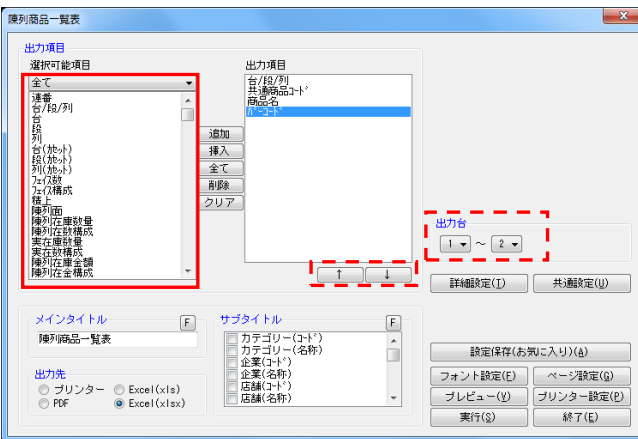 陳列商品一覧表
出力項目
選択可能項目
全て
連番
台/段/列
台
段
列
台(ｶｾｯﾄ)
段(ｶｾｯﾄ)
列(ｶｾｯﾄ)
ﾌｪｲｽ数
ﾌｪｲｽ構成
積上
陳列面
陳列在庫数量
陳列在数構成
実在庫数量
実在数構成
陳列在庫金額
陳列在金構成
追加
挿入
全て
削除
クリア
出力項目
台/段/列
共通商品ｺｰﾄﾞ
商品名
ﾊﾞｰｺｰﾄﾞ
↑ ↓
出力台
1 ～ 2
詳細設定(T) 共通設定(U)
メインタイトル F
陳列商品一覧表
出力先
プリンター Excel(xls)
PDF Excel(xlsx)
サブタイトル F
カテゴリー(ｺｰﾄﾞ)
カテゴリー(名称)
企業(ｺｰﾄﾞ)
企業(名称)
店舗(ｺｰﾄﾞ)
店舗(名称)
設定保存(お気に入り)(A)
フォント設定(F) ページ設定(G)
プレビュー(V) プリンター設定(P)
実行(S) 終了(E)